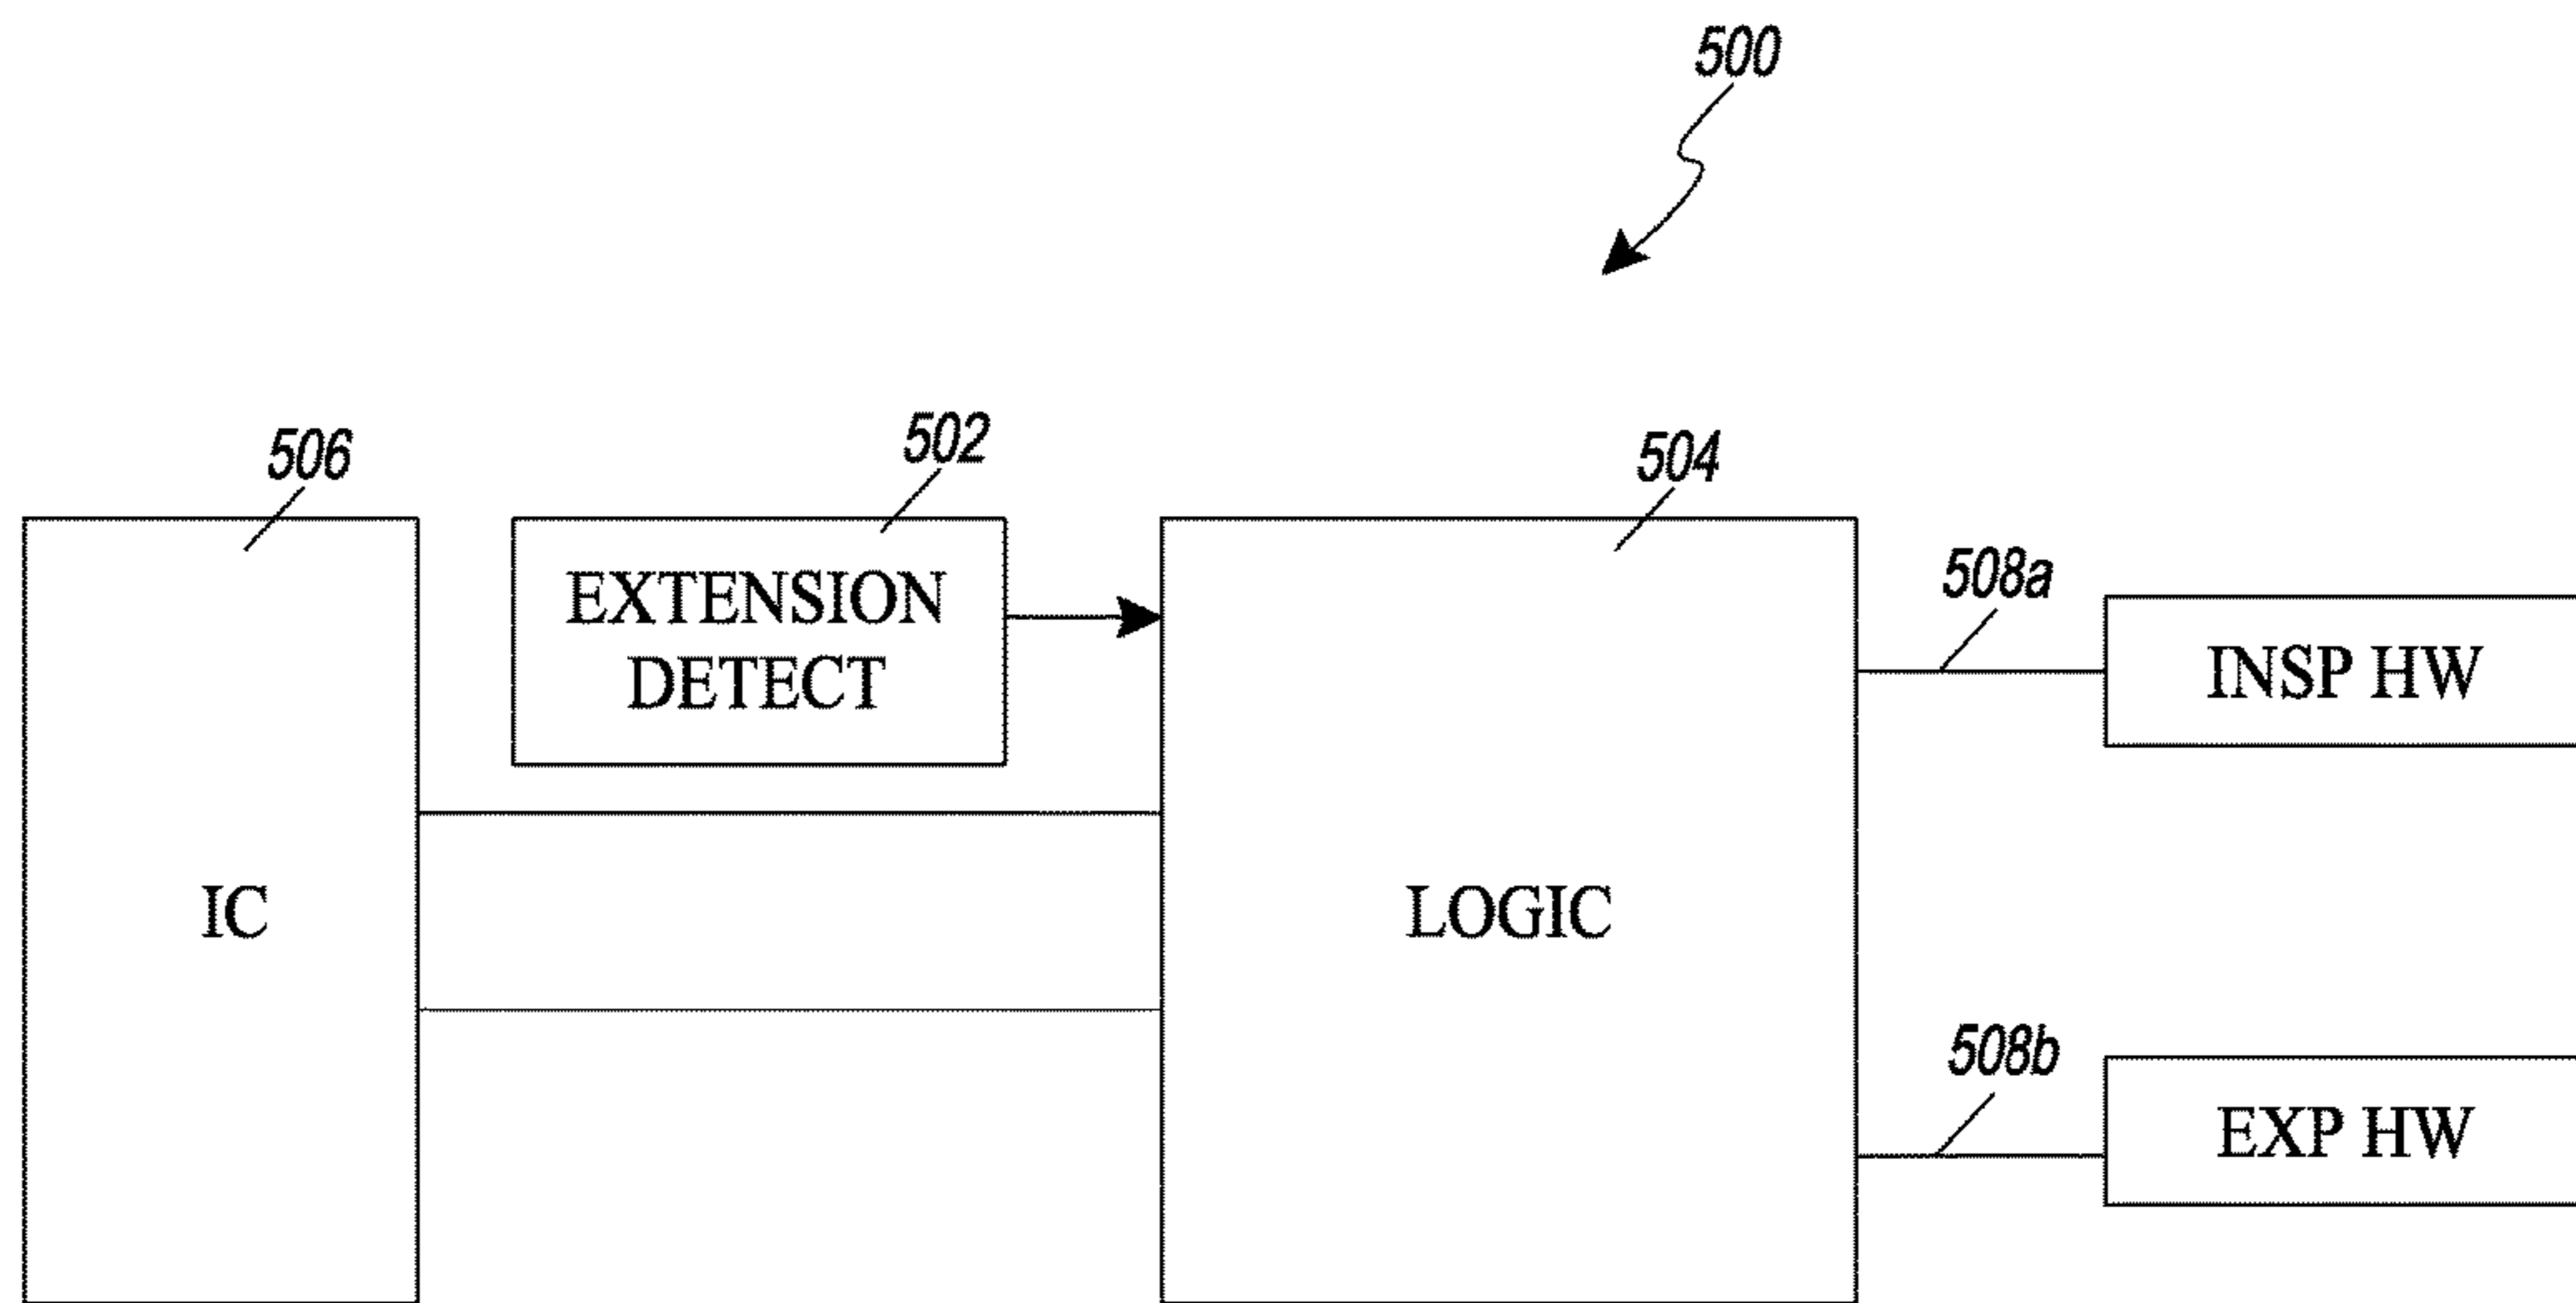 500
506
502
504
EXTENSION
DETECT
508a
INSP HW
IC
LOGIC
508b
EXP HW